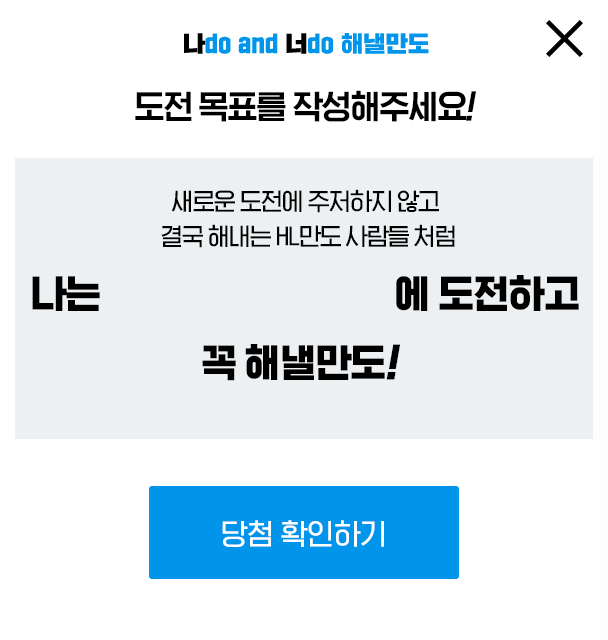 나do and 너do 해낼만도
도전 목표를 작성해주세요!
새로운 도전에 주저하지 않고
결국 해내는 HL만도 사람들 처럼
나는 에 도전하고
꼭 해낼만도!
당첨 확인하기